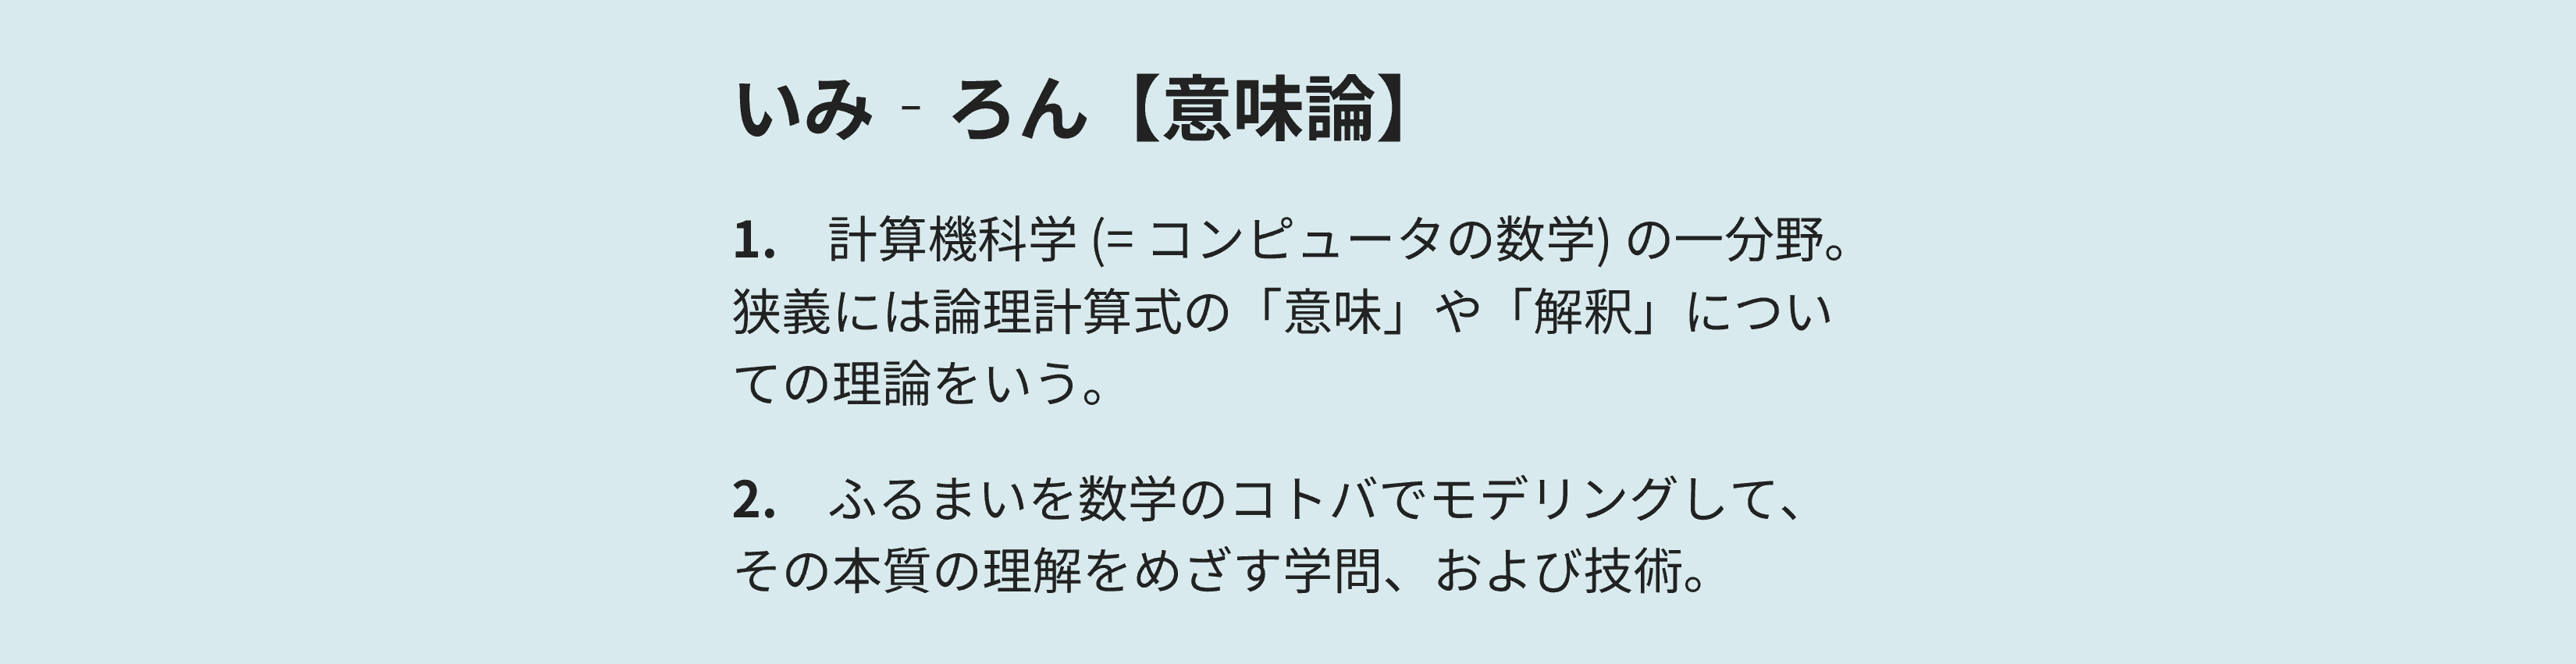 いみ‐ろん【意味論】
1.　計算機科学 (= コンピュータの数学) の一分野。
狭義には論理計算式の「意味」や「解釈」につい
ての理論をいう。
2.　ふるまいを数学のコトバでモデリングして、
その本質の理解をめざす学問、および技術。